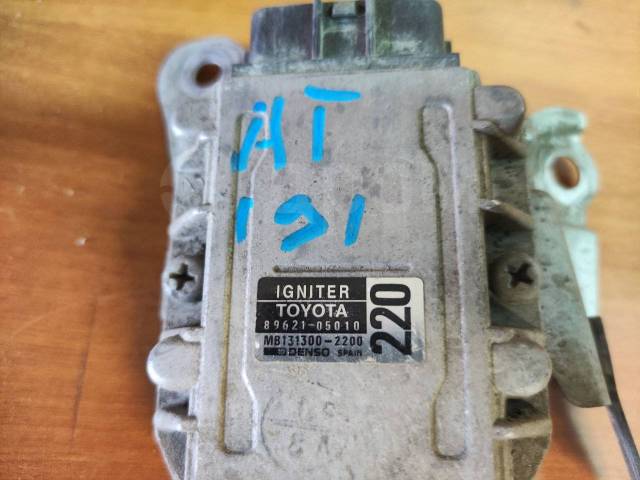 AT
191
IGNITER
TOYOTA
89621-05010
MB131300-2200
DENSO SPAIN
220